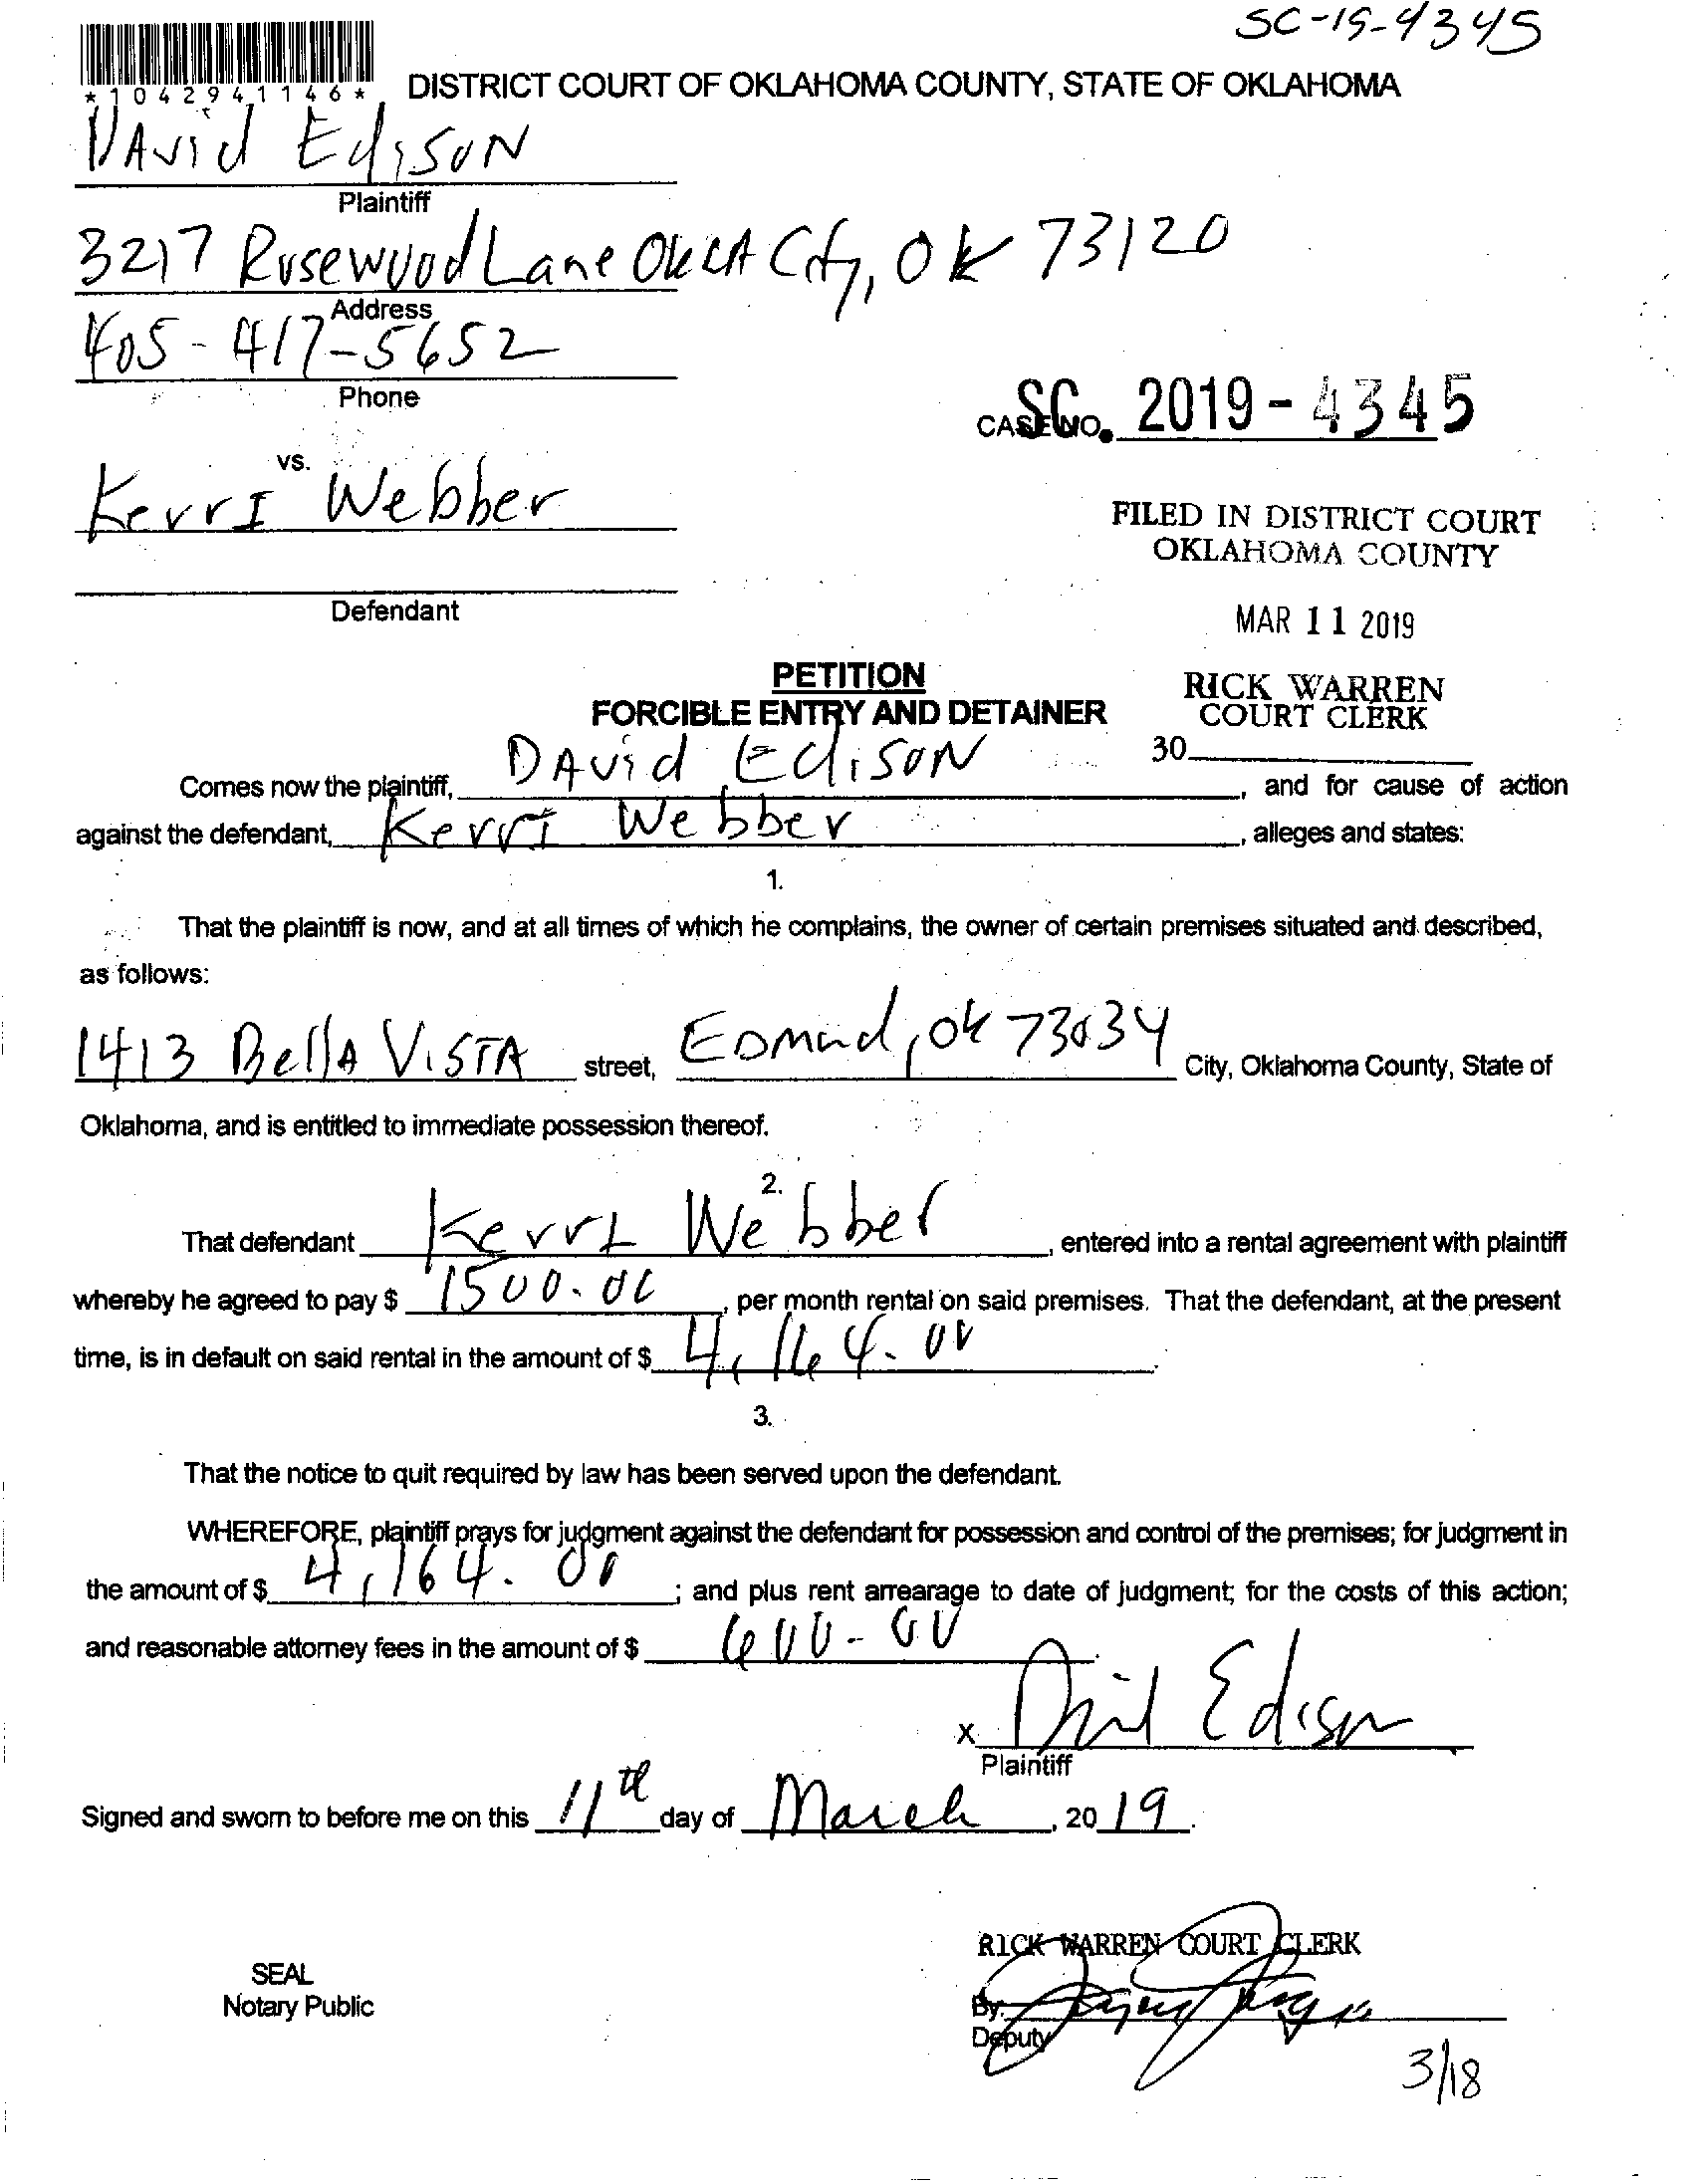 SC-19-4345
*1042941146*
DISTRICT COURT OF OKLAHOMA COUNTY, STATE OF OKLAHOMA
DAvid EdisoN
Plaintiff
3217 Rosewood Lane OklA City, OK 73120
Address
405-417-5652
Phone
CASE NO. SC 2019-4345
vs.
Kerri Webber
FILED IN DISTRICT COURT
OKLAHOMA COUNTY
Defendant
MAR 11 2019
PETITION
RICK WARREN
COURT CLERK
FORCIBLE ENTRY AND DETAINER
30
Comes now the plaintiff, DAvid EdisoN, and for cause of action
against the defendant, Kerri Webber, alleges and states:
1.
That the plaintiff is now, and at all times of which he complains, the owner of certain premises situated and described,
as follows:
1413 BellA ViSTA street, EDmund, ok 73034 City, Oklahoma County, State of
Oklahoma, and is entitled to immediate possession thereof.
2.
That defendant Kerri Webber, entered into a rental agreement with plaintiff
whereby he agreed to pay $ 1500.00, per month rental on said premises. That the defendant, at the present
time, is in default on said rental in the amount of $ 4,164.00.
3.
That the notice to quit required by law has been served upon the defendant.
WHEREFORE, plaintiff prays for judgment against the defendant for possession and control of the premises; for judgment in
the amount of $ 4,164.00; and plus rent arrearage to date of judgment; for the costs of this action;
and reasonable attorney fees in the amount of $ 600-00.
X David Edison
Plaintiff
Signed and sworn to before me on this 11th day of March, 2019.
RICK WARREN COURT CLERK
SEAL
Notary Public
By:
Deputy
3/18